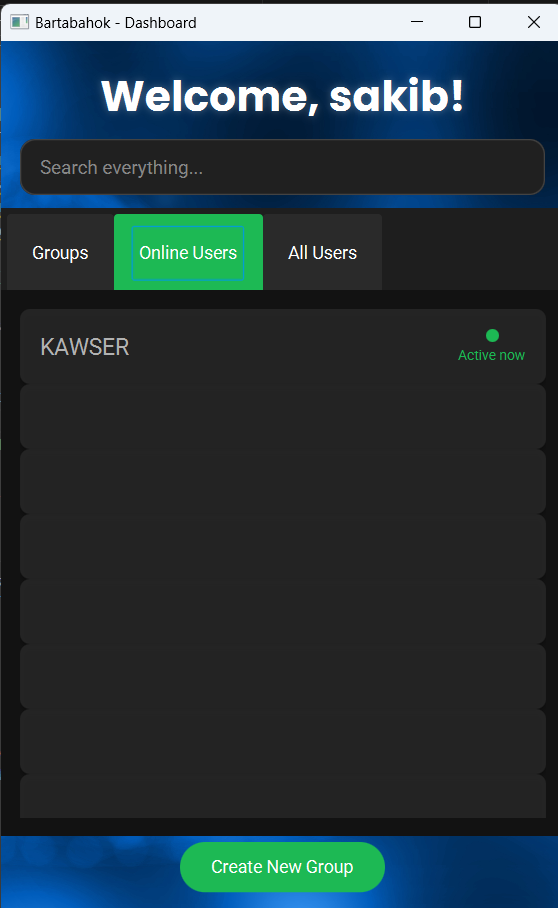 Bartabahok - Dashboard
Welcome, sakib!
Search everything...
Groups
Online Users
All Users
KAWSER
Active now
Create New Group